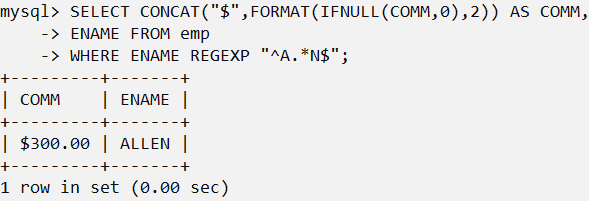 mysql> SELECT CONCAT("$",FORMAT(IFNULL(COMM,0),2)) AS COMM,
    -> ENAME FROM emp
    -> WHERE ENAME REGEXP "^A.*N$";
+---------+-------+
| COMM    | ENAME |
+---------+-------+
| $300.00 | ALLEN |
+---------+-------+
1 row in set (0.00 sec)